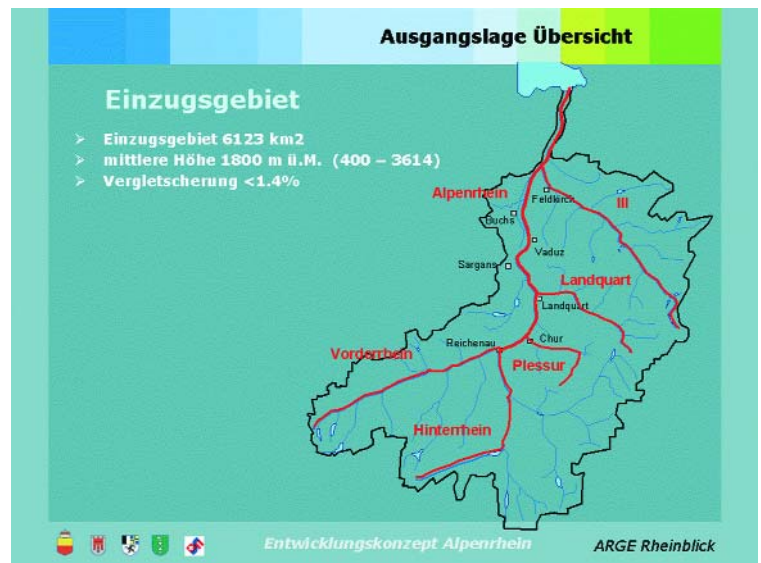 Ausgangslage Übersicht
Einzugsgebiet
Einzugsgebiet 6123 km2
mittlere Höhe 1800 m ü.M. (400 – 3614)
Vergletscherung <1.4%
Alpenrhein
Feldkirch
Ill
Buchs
Vaduz
Sargans
Landquart
Landquart
Reichenau
Chur
Vorderrhein
Plessur
Hinterrhein
Entwicklungskonzept Alpenrhein
ARGE Rheinblick